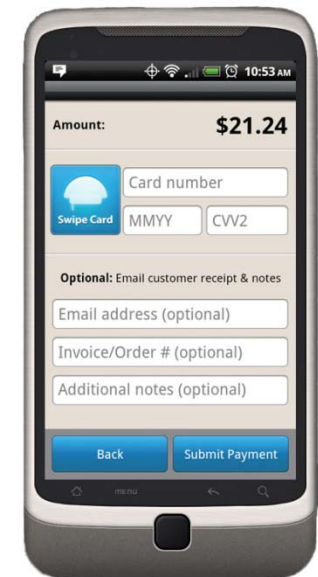 10:53 AM
Amount: $21.24
Card number
Swipe Card MMYY CVV2
Optional: Email customer receipt & notes
Email address (optional)
Invoice/Order # (optional)
Additional notes (optional)
Back Submit Payment
menu